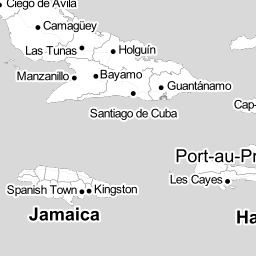 Ciego de Avila
Camagüey
Las Tunas
Holguín
Manzanillo
Bayamo
Guantánamo
Santiago de Cuba
Cap-
Port-au-Pr
Les Cayes
Spanish Town
Kingston
Jamaica
Ha